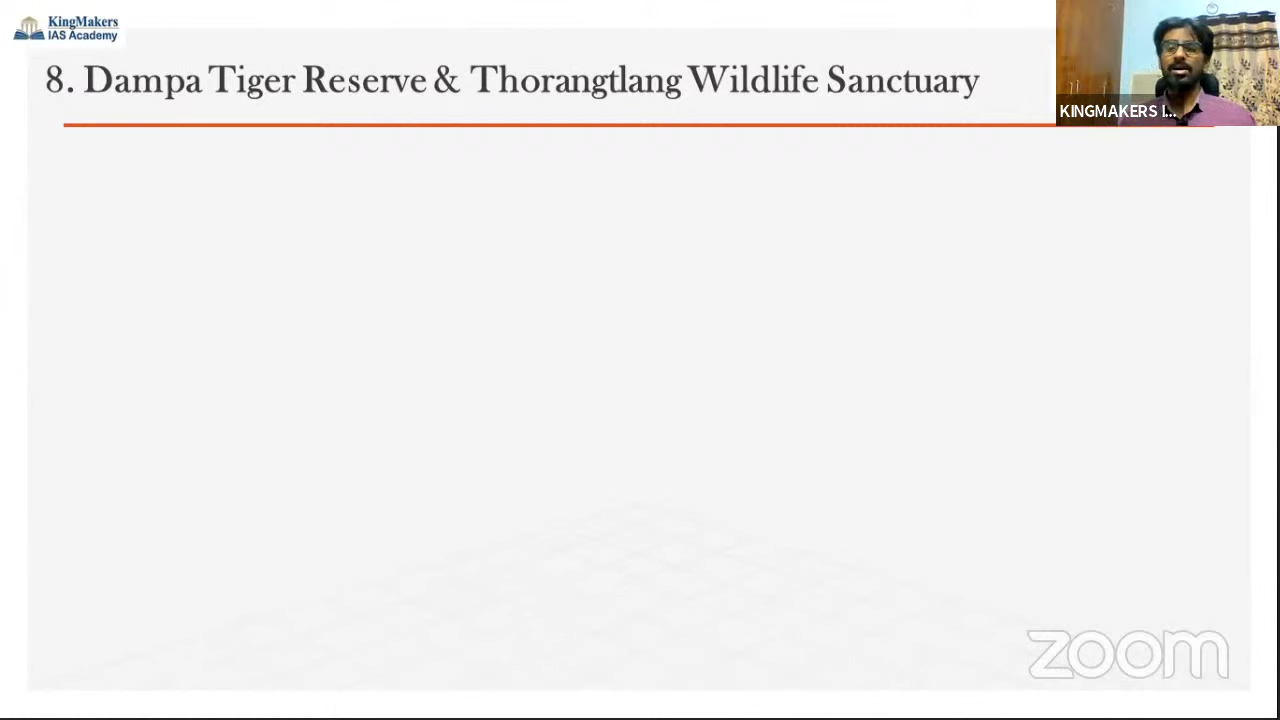 KingMakers
IAS Academy
8. Dampa Tiger Reserve & Thorangtlang Wildlife Sanctuary
KINGMAKERS I...
zoom